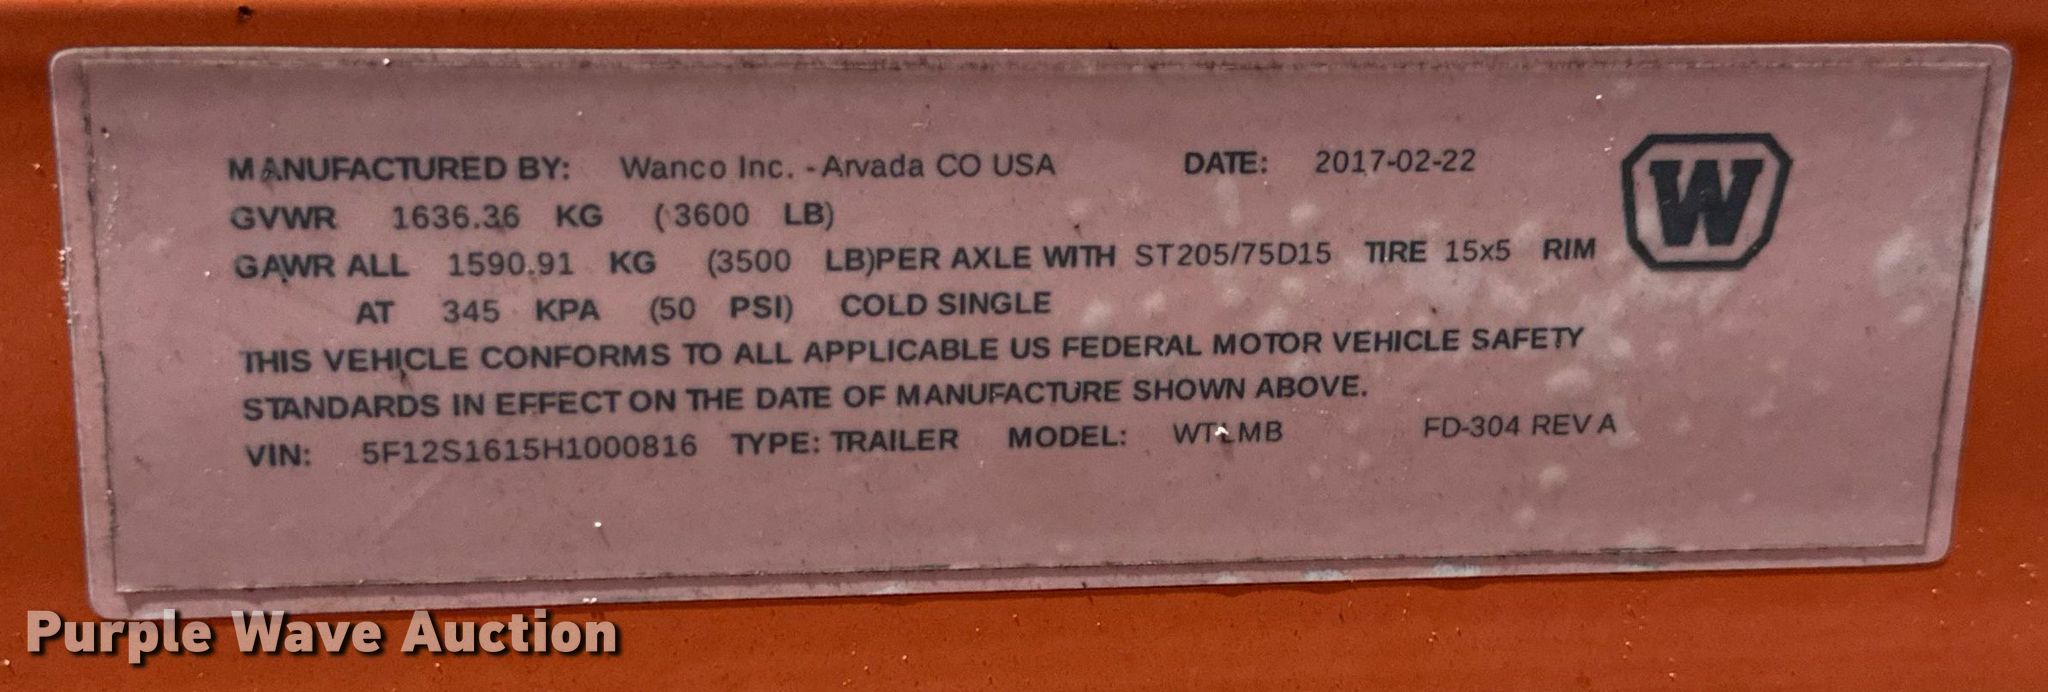 MANUFACTURED BY: Wanco Inc. - Arvada CO USA DATE: 2017-02-22
W
GVWR 1636.36 KG ( 3600 LB)
GAWR ALL 1590.91 KG (3500 LB)PER AXLE WITH ST205/75D15 TIRE 15x5 RIM
AT 345 KPA (50 PSI) COLD SINGLE
THIS VEHICLE CONFORMS TO ALL APPLICABLE US FEDERAL MOTOR VEHICLE SAFETY
STANDARDS IN EFFECT ON THE DATE OF MANUFACTURE SHOWN ABOVE.
VIN: 5F12S1615H1000816 TYPE: TRAILER MODEL: WTLMB FD-304 REV A
Purple Wave Auction